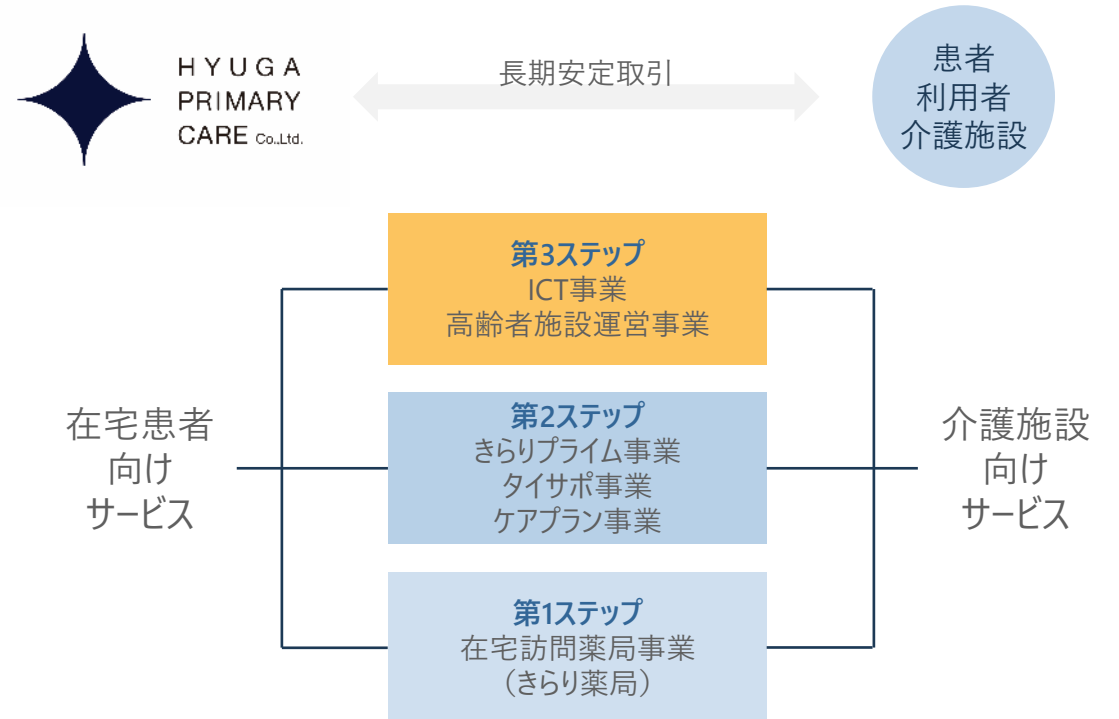 HYUGA
PRIMARY
CARE Co.,Ltd.
長期安定取引
患者
利用者
介護施設
第3ステップ
ICT事業
高齢者施設運営事業
在宅患者
向け
サービス
第2ステップ
きらりプライム事業
タイサポ事業
ケアプラン事業
介護施設
向け
サービス
第1ステップ
在宅訪問薬局事業
（きらり薬局）